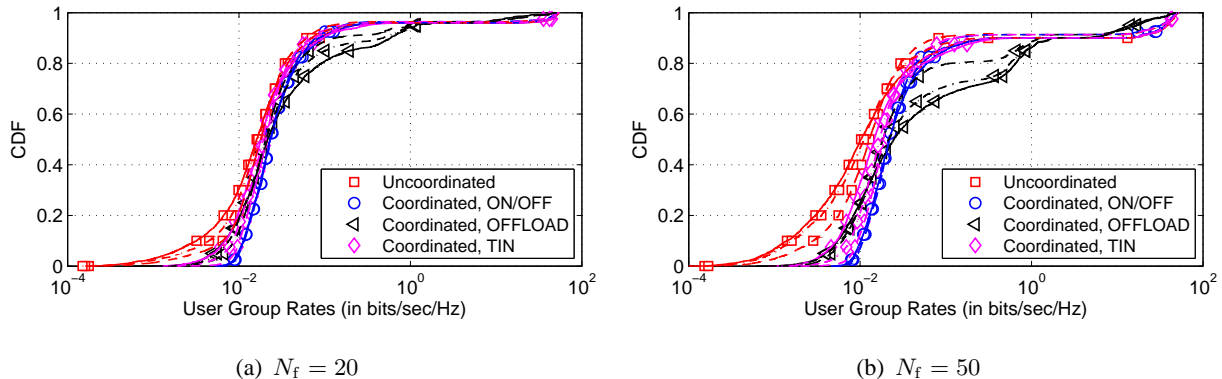 1
0.8
0.6
0.4
0.2
0
CDF
10^-4
10^-2
10^0
10^2
User Group Rates (in bits/sec/Hz)
Uncoordinated
Coordinated, ON/OFF
Coordinated, OFFLOAD
Coordinated, TIN
(a) N_f = 20
1
0.8
0.6
0.4
0.2
0
CDF
10^-4
10^-2
10^0
10^2
User Group Rates (in bits/sec/Hz)
Uncoordinated
Coordinated, ON/OFF
Coordinated, OFFLOAD
Coordinated, TIN
(b) N_f = 50